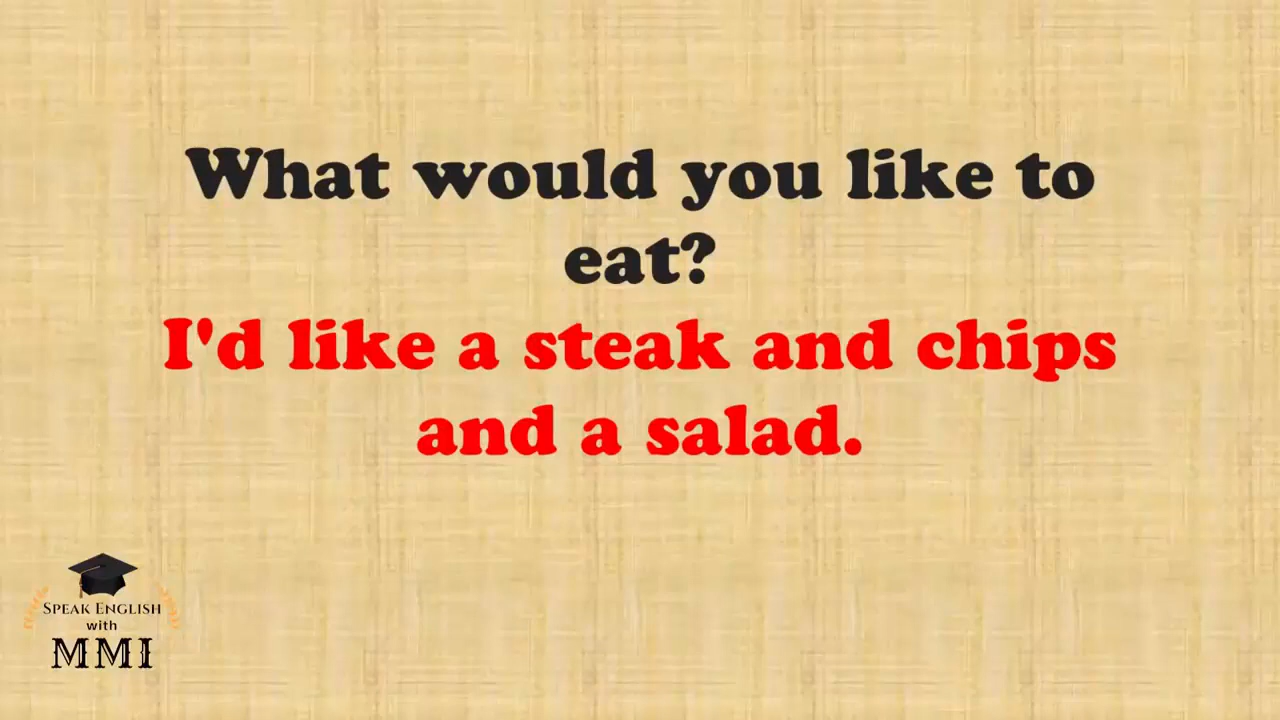 What would you like to
eat?
I'd like a steak and chips
and a salad.
SPEAK ENGLISH
with
MMI